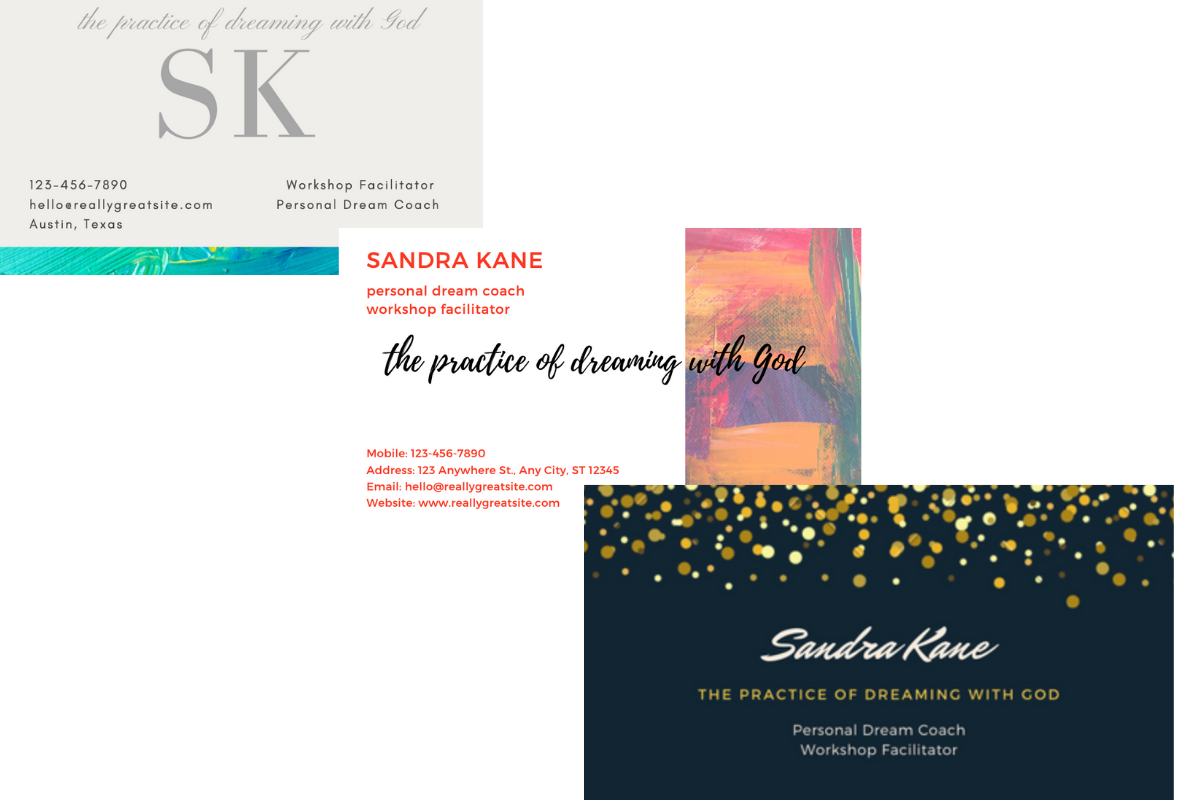 the practice of dreaming with God
SK
123-456-7890
hello@reallygreatsite.com
Austin, Texas
Workshop Facilitator
Personal Dream Coach
SANDRA KANE
personal dream coach
workshop facilitator
the practice of dreaming with God
Mobile: 123-456-7890
Address: 123 Anywhere St., Any City, ST 12345
Email: hello@reallygreatsite.com
Website: www.reallygreatsite.com
Sandra Kane
THE PRACTICE OF DREAMING WITH GOD
Personal Dream Coach
Workshop Facilitator